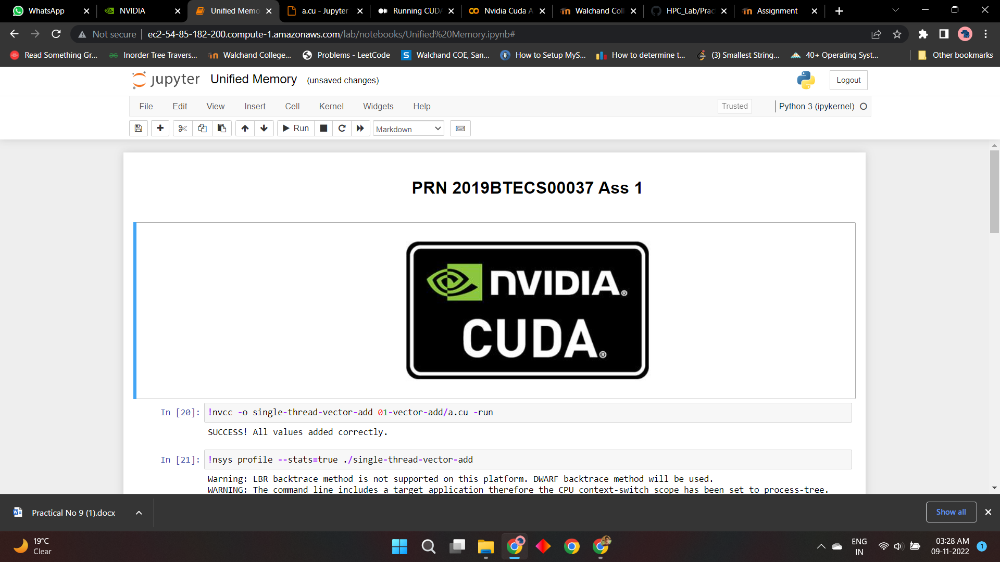 WhatsApp
NVIDIA
Unified Memo
a.cu - Jupyter
Running CUD
Nvidia Cuda A
Walchand Coll
HPC_Lab/Prac
Assignment
Not secure | ec2-54-85-182-200.compute-1.amazonaws.com/lab/notebooks/Unified%20Memory.ipynb#
Read Something Gr...
Inorder Tree Travers...
Walchand College...
Problems - LeetCode
Walchand COE, San...
How to Setup MyS...
How to determine t...
(3) Smallest String...
40+ Operating Syst...
Other bookmarks
jupyter Unified Memory (unsaved changes)
Logout
File Edit View Insert Cell Kernel Widgets Help
Trusted
Python 3 (ipykernel)
Run
Markdown
PRN 2019BTECS00037 Ass 1
NVIDIA®
CUDA®
In [20]: !nvcc -o single-thread-vector-add 01-vector-add/a.cu -run
SUCCESS! All values added correctly.
In [21]: !nsys profile --stats=true ./single-thread-vector-add
Warning: LBR backtrace method is not supported on this platform. DWARF backtrace method will be used.
WARNING: The command line includes a target application therefore the CPU context-switch scope has been set to process-tree.
Practical No 9 (1).docx
Show all
19°C
Clear
ENG
IN
03:28 AM
09-11-2022
1